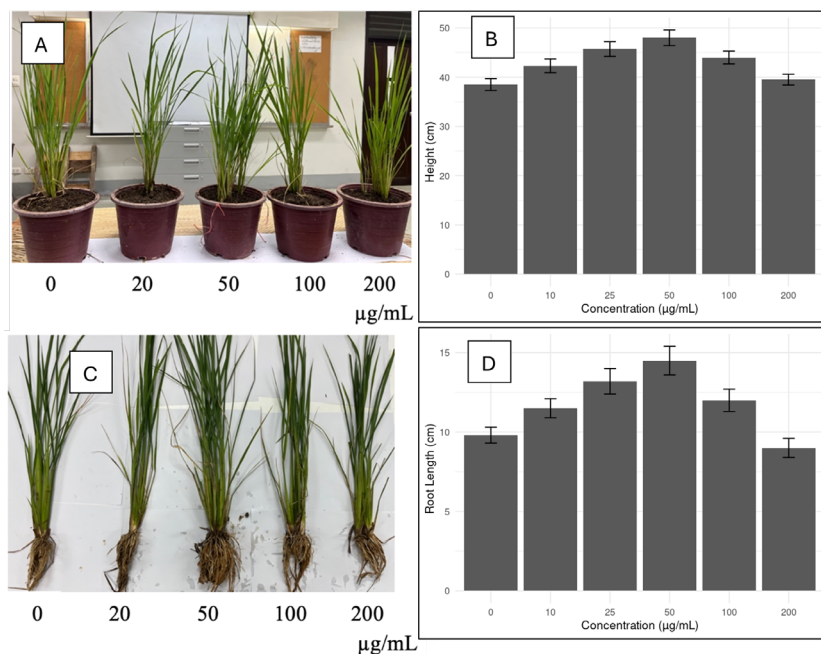 A
0 20 50 100 200
µg/mL
B
50
40
30
20
10
0
Height (cm)
0 10 25 50 100 200
Concentration (µg/mL)
C
0 20 50 100 200
µg/mL
D
15
10
5
0
Root Length (cm)
0 10 25 50 100 200
Concentration (µg/mL)